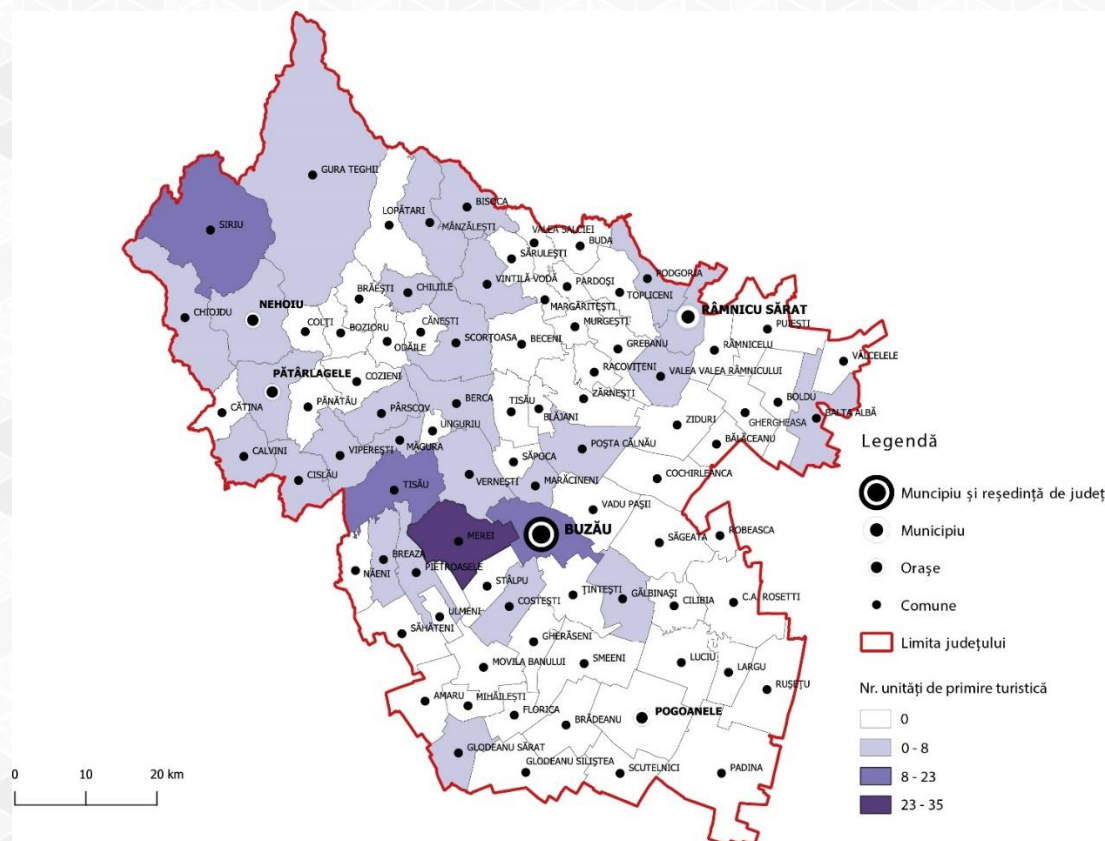 GURA TEGHII
BISOCA
LOPĂTARI
MÂNZĂLEȘTI
SIRIU
VALEA SALCIEI
BUDA
SĂRULEȘTI
VINTILĂ VODĂ
PARDOȘI
PODGORIA
TOPLICENI
BRĂEȘTI
CHILIILE
NEHOIU
MARGĂRITEȘTI
RÂMNICU SĂRAT
CHIOJDU
COLȚI
BOZIORU
CĂNEȘTI
MURGEȘTI
PUIEȘTI
ODĂILE
SCORȚOASA
BECENI
GREBANU
RÂMNICELU
VÂLCELELE
PĂTÂRLAGELE
COZIENI
RACOVIȚENI
VALEA VALEA RÂMNICULUI
CĂTINA
PĂNĂTĂU
PÂRSCOV
BERCA
TISĂU
BLĂJANI
ZĂRNEȘTI
BOLDU
UNGURIU
ZIDURI
GHERGHEASA
BALTA ALBĂ
CALVINI
VIPEREȘTI
MĂGURA
POȘTA CÂLNĂU
BĂLĂCEANU
CISLĂU
SĂPOCA
TISĂU
VERNEȘTI
MARĂCINENI
COCHIRLEANCA
VADU PAȘII
MEREI
BUZĂU
SĂGEATA
ROBEASCA
BREAZA
NĂENI
PIETROASELE
STÂLPU
ȚINTEȘTI
GĂLBINAȘI
COSTEȘTI
CILIBIA
C.A. ROSETTI
ULMENI
SĂHĂTENI
GHERĂSENI
MOVILA BANULUI
SMEENI
LUCIU
LARGU
RUȘEȚU
AMARU
MIHĂILEȘTI
FLORICA
BRĂDEANU
POGOANELE
GLODEANU SĂRAT
GLODEANU SILIȘTEA
SCUTELNICI
PADINA
Legendă
Muncipiu și reședință de județ
Municipiu
Orașe
Comune
Limita județului
Nr. unități de primire turistică
0
0 - 8
8 - 23
23 - 35
0 10 20 km